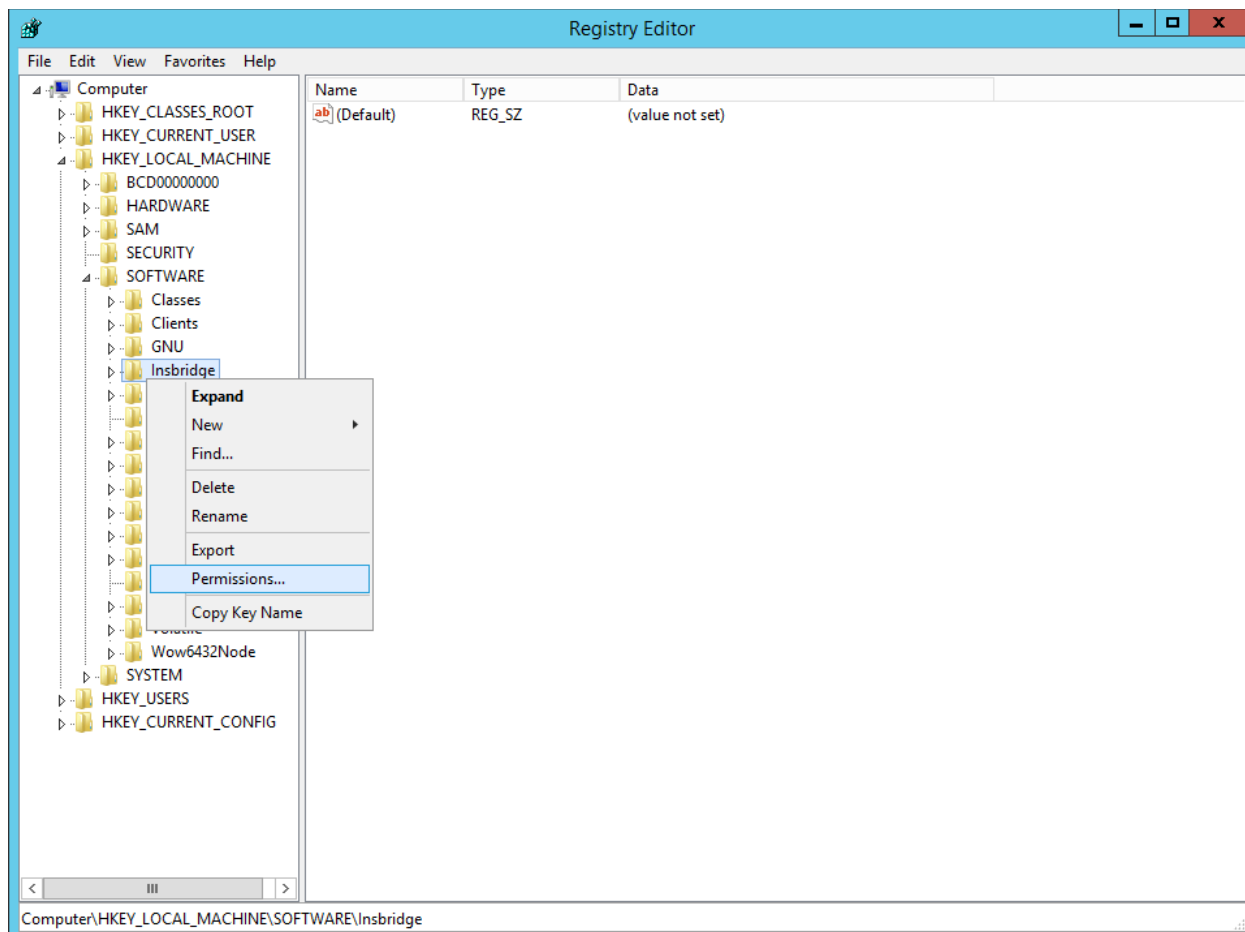 Registry Editor
File Edit View Favorites Help
Computer
HKEY_CLASSES_ROOT
HKEY_CURRENT_USER
HKEY_LOCAL_MACHINE
BCD00000000
HARDWARE
SAM
SECURITY
SOFTWARE
Classes
Clients
GNU
Insbridge
Wow6432Node
SYSTEM
HKEY_USERS
HKEY_CURRENT_CONFIG
Expand
New
Find...
Delete
Rename
Export
Permissions...
Copy Key Name
Name Type Data
ab (Default) REG_SZ (value not set)
Computer\HKEY_LOCAL_MACHINE\SOFTWARE\Insbridge